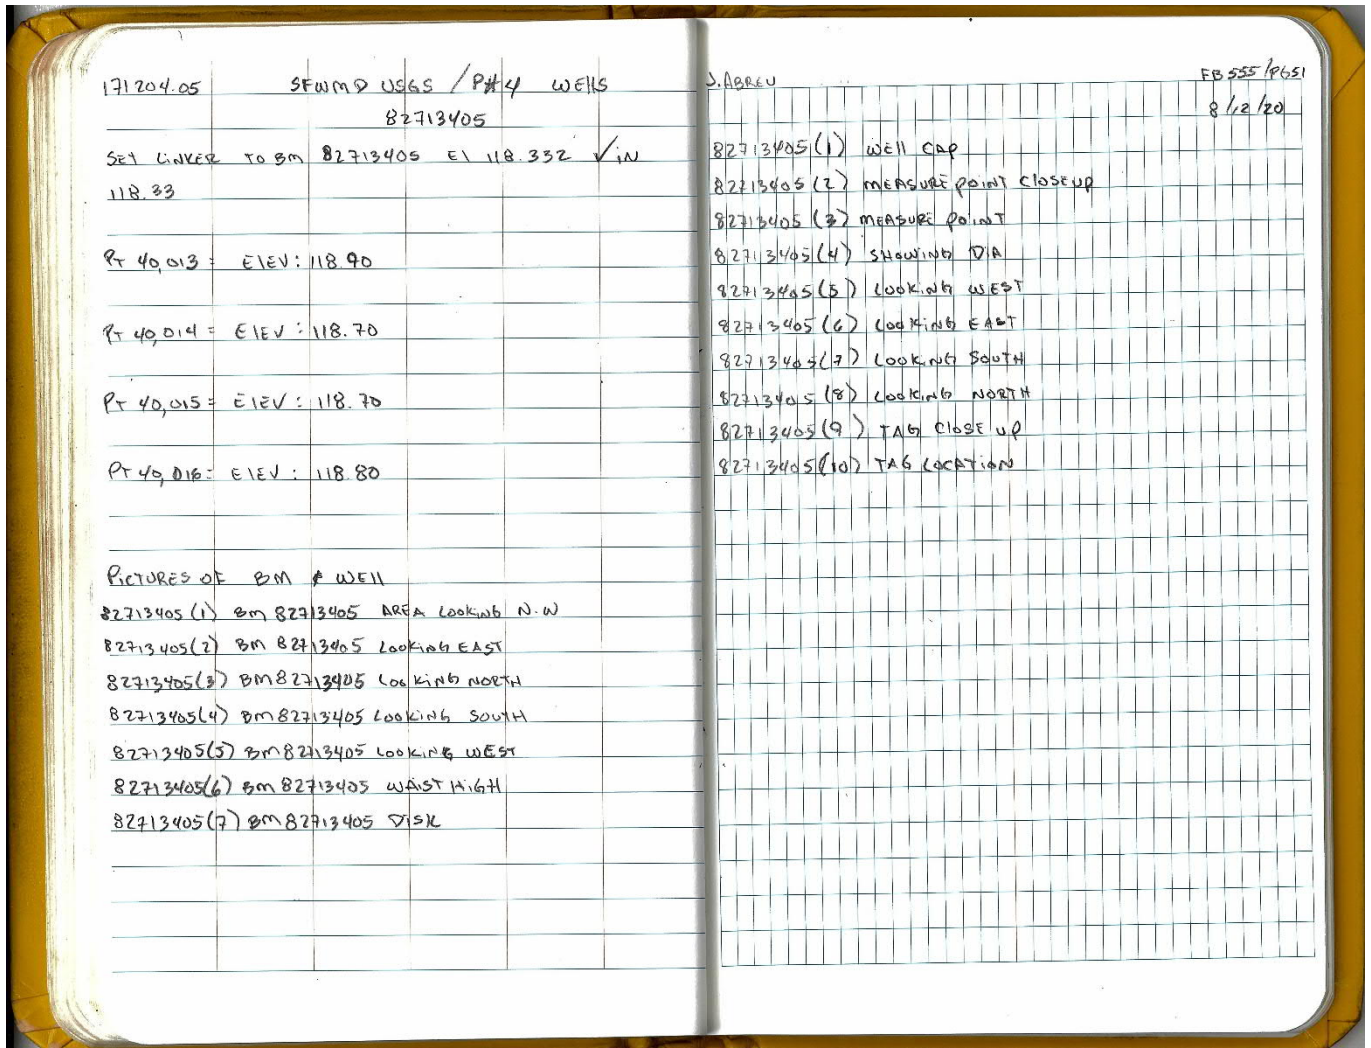 171204.05 SFWMD USGS / PH 4 WELLS
82713405
SET LINKER TO BM 82713405 El 118.332 ✓IN
118.33
PT 40,013 = ELEV: 118.90
PT 40,014 = ELEV: 118.70
PT 40,015 = ELEV: 118.70
PT 40,016 = ELEV: 118.80
PICTURES OF BM & WELL
82713405 (1) BM 82713405 AREA LOOKING N.W
82713405 (2) BM 82713405 LOOKING EAST
82713405 (3) BM 82713405 LOOKING NORTH
82713405 (4) BM 82713405 LOOKING SOUTH
82713405 (5) BM 82713405 LOOKING WEST
82713405 (6) BM 82713405 WAIST HIGH
82713405 (7) BM 82713405 DISK
J. ABREU FB 555 / PG51
8/12/20
82713405 (1) WELL CAP
82713405 (2) MEASURE POINT CLOSE UP
82713405 (3) MEASURE POINT
82713405 (4) SHOWING DIA
82713405 (5) LOOKING WEST
82713405 (6) LOOKING EAST
82713405 (7) LOOKING SOUTH
82713405 (8) LOOKING NORTH
82713405 (9) TAG CLOSE UP
82713405 (10) TAG LOCATION